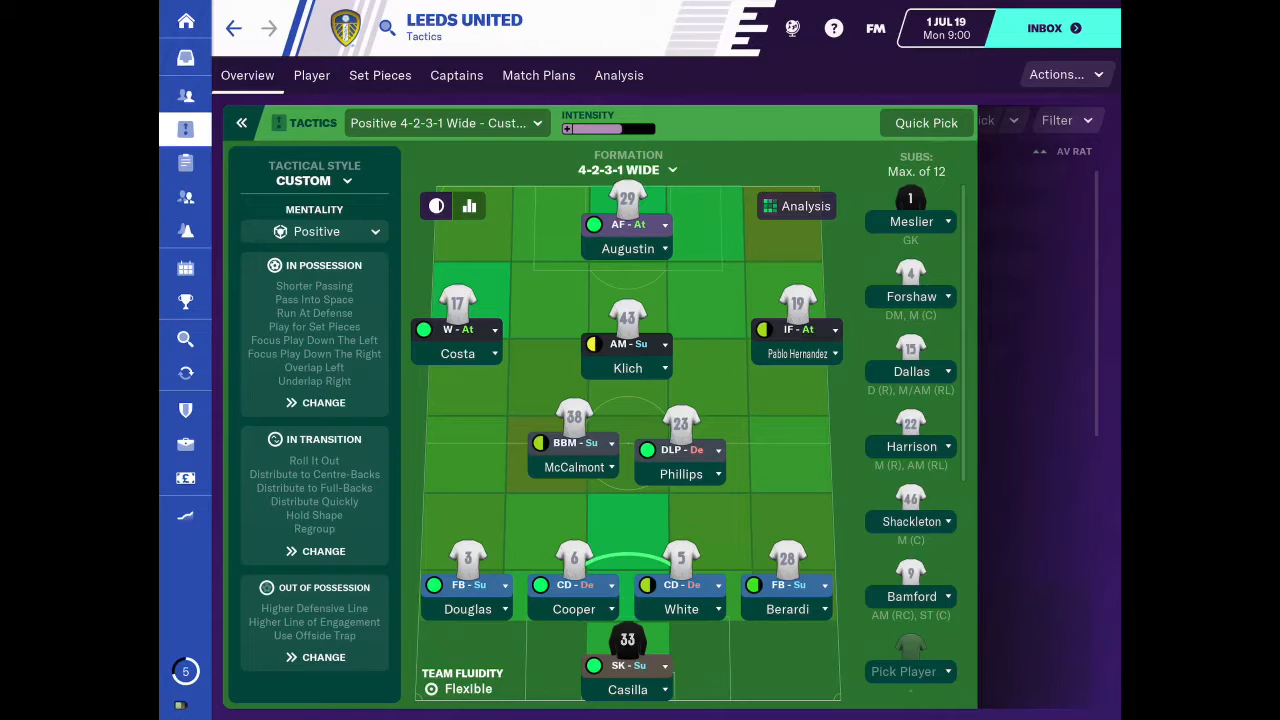 LEEDS UNITED
Tactics
?
FM
1 JUL 19
Mon 9:00
INBOX
Overview
Player
Set Pieces
Captains
Match Plans
Analysis
Actions...
TACTICS
Positive 4-2-3-1 Wide - Cust...
INTENSITY
Quick Pick
ick
Filter
AV RAT
TACTICAL STYLE
CUSTOM
MENTALITY
Positive
IN POSSESSION
Shorter Passing
Pass Into Space
Run At Defense
Play for Set Pieces
Focus Play Down The Left
Focus Play Down The Right
Overlap Left
Underlap Right
CHANGE
IN TRANSITION
Roll It Out
Distribute to Centre-Backs
Distribute to Full-Backs
Distribute Quickly
Hold Shape
Regroup
CHANGE
OUT OF POSSESSION
Higher Defensive Line
Higher Line of Engagement
Use Offside Trap
CHANGE
5
FORMATION
4-2-3-1 WIDE
Analysis
29
AF - At
Augustin
17
W - At
Costa
43
AM - Su
Klich
19
IF - At
Pablo Hernandez
38
BBM - Su
McCalmont
23
DLP - De
Phillips
3
FB - Su
Douglas
6
CD - De
Cooper
5
CD - De
White
28
FB - Su
Berardi
33
SK - Su
Casilla
TEAM FLUIDITY
Flexible
SUBS:
Max. of 12
1
Meslier
GK
4
Forshaw
DM, M (C)
15
Dallas
D (R), M/AM (RL)
22
Harrison
M (R), AM (RL)
46
Shackleton
M (C)
9
Bamford
AM (RC), ST (C)
Pick Player
-